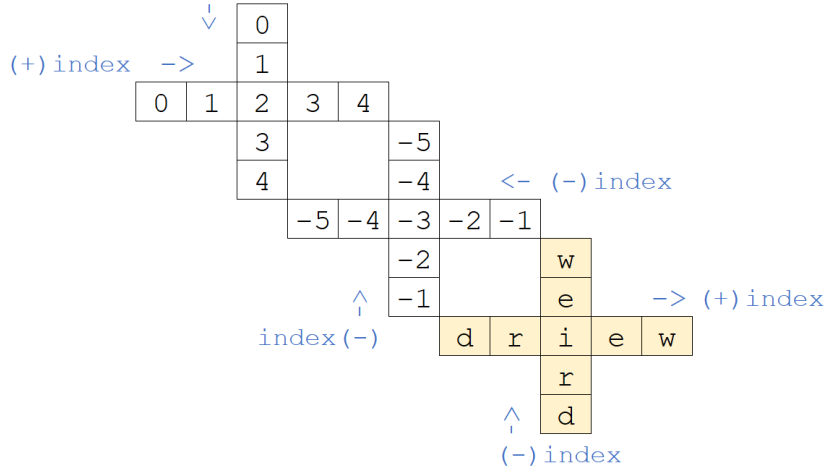 0
(+)index -> 1
0 1 2 3 4
3 -5
4 -4 <- (-)index
-5 -4 -3 -2 -1
-2 w
-1 e -> (+)index
index(-) d r i e w
r
d
(-)index